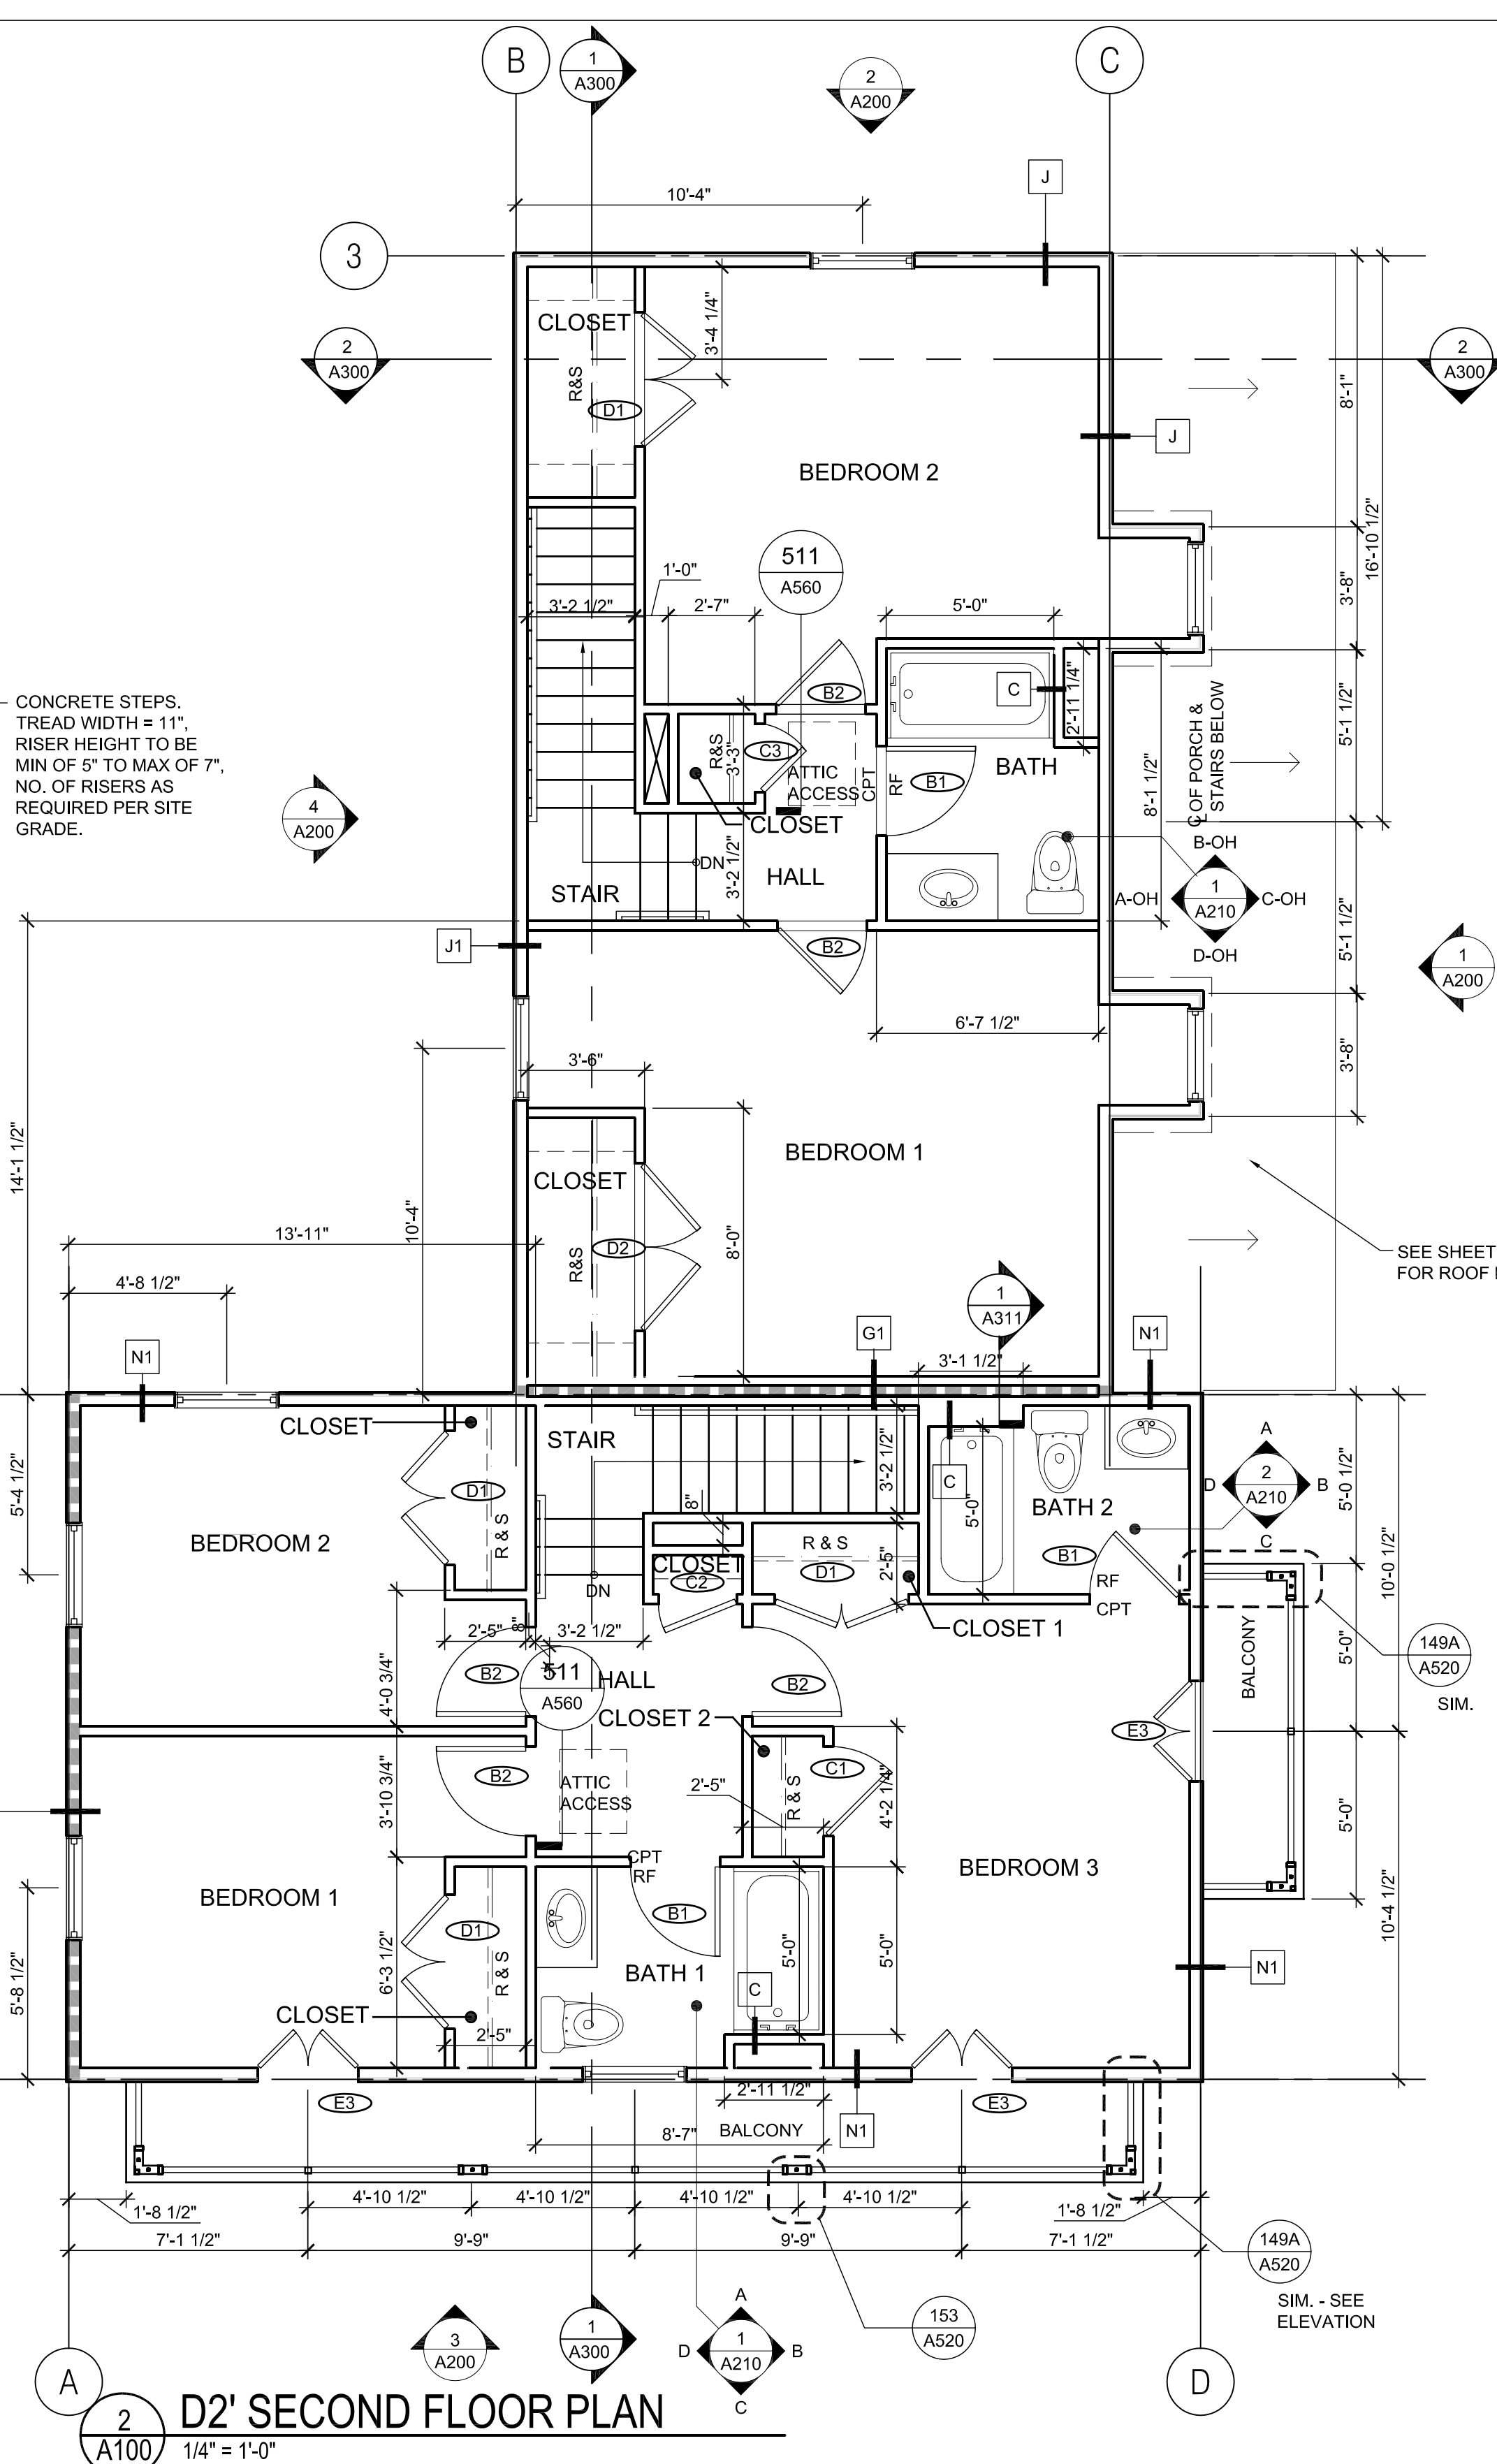 B
1
A300
2
A200
C
J
10'-4"
3
CLOSET
3'-4 1/4"
2
A300
2
A300
R&S
D1
8'-1"
J
BEDROOM 2
16'-10 1/2"
511
A560
1'-0"
3'-2 1/2"
2'-7"
5'-0"
3'-8"
CONCRETE STEPS.
TREAD WIDTH = 11",
RISER HEIGHT TO BE
MIN OF 5" TO MAX OF 7",
NO. OF RISERS AS
REQUIRED PER SITE
GRADE.
B2
C
2'-11 1/4"
OF PORCH &
STAIRS BELOW
5'-1 1/2"
R&S
3'-3"
C3
ATTIC
ACCESS
CPT
RF
B1
BATH
8'-1 1/2"
4
A200
CLOSET
DN
3'-2 1/2"
HALL
STAIR
B-OH
A-OH
1
A210
C-OH
D-OH
5'-1 1/2"
J1
B2
1
A200
6'-7 1/2"
3'-6"
3'-8"
14'-1 1/2"
10'-4"
BEDROOM 1
CLOSET
R&S
D2
8'-0"
13'-11"
4'-8 1/2"
SEE SHEET
FOR ROOF
1
A311
N1
G1
N1
3'-1 1/2"
CLOSET
STAIR
3'-2 1/2"
C
5'-0"
A
D
2
A210
B
C
5'-0 1/2"
5'-4 1/2"
D1
R & S
BEDROOM 2
8"
BATH 2
R & S
CLOSET
C2
D1
2'-5"
B1
RF
CPT
10'-0 1/2"
DN
CLOSET 1
BALCONY
5'-0"
149A
A520
SIM.
2'-5"
8"
3'-2 1/2"
4'-0 3/4"
B2
511
A560
HALL
B2
CLOSET 2
E3
3'-10 3/4"
B2
ATTIC
ACCESS
2'-5"
R & S
C1
4'-2 1/4"
5'-0"
CPT
RF
BEDROOM 3
BEDROOM 1
D1
R & S
B1
10'-4 1/2"
6'-3 1/2"
5'-8 1/2"
BATH 1
5'-0"
C
5'-0"
N1
CLOSET
2'-5"
E3
2'-11 1/2"
E3
8'-7"
BALCONY
N1
1'-8 1/2"
4'-10 1/2"
4'-10 1/2"
4'-10 1/2"
4'-10 1/2"
1'-8 1/2"
7'-1 1/2"
9'-9"
9'-9"
7'-1 1/2"
149A
A520
SIM. - SEE
ELEVATION
3
A200
1
A300
A
D
1
A210
B
C
153
A520
A
D
2
A100
D2' SECOND FLOOR PLAN
1/4" = 1'-0"